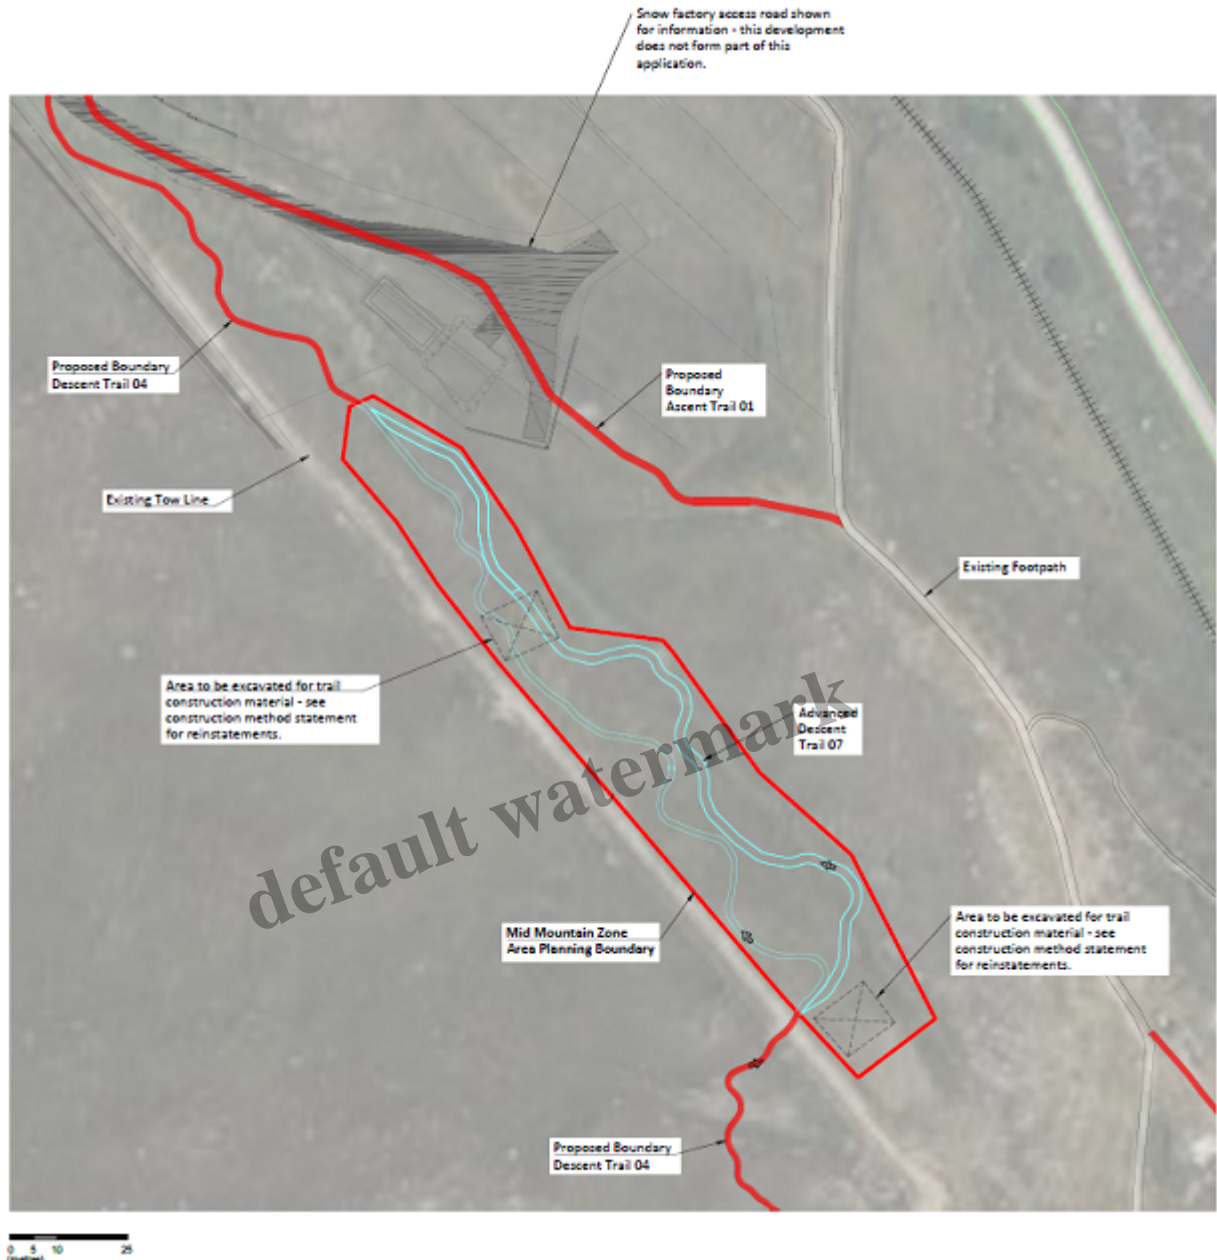 Snow factory access road shown
for information - this development
does not form part of this
application.
Proposed Boundary
Descent Trail 04
Proposed
Boundary
Ascent Trail 01
Existing Tow Line
Existing Footpath
Area to be excavated for trail
construction material - see
construction method statement
for reinstatements.
Advanced
Descent
Trail 07
default watermark
Mid Mountain Zone
Area Planning Boundary
Area to be excavated for trail
construction material - see
construction method statement
for reinstatements.
Proposed Boundary
Descent Trail 04
0 5 10 25
(metres)